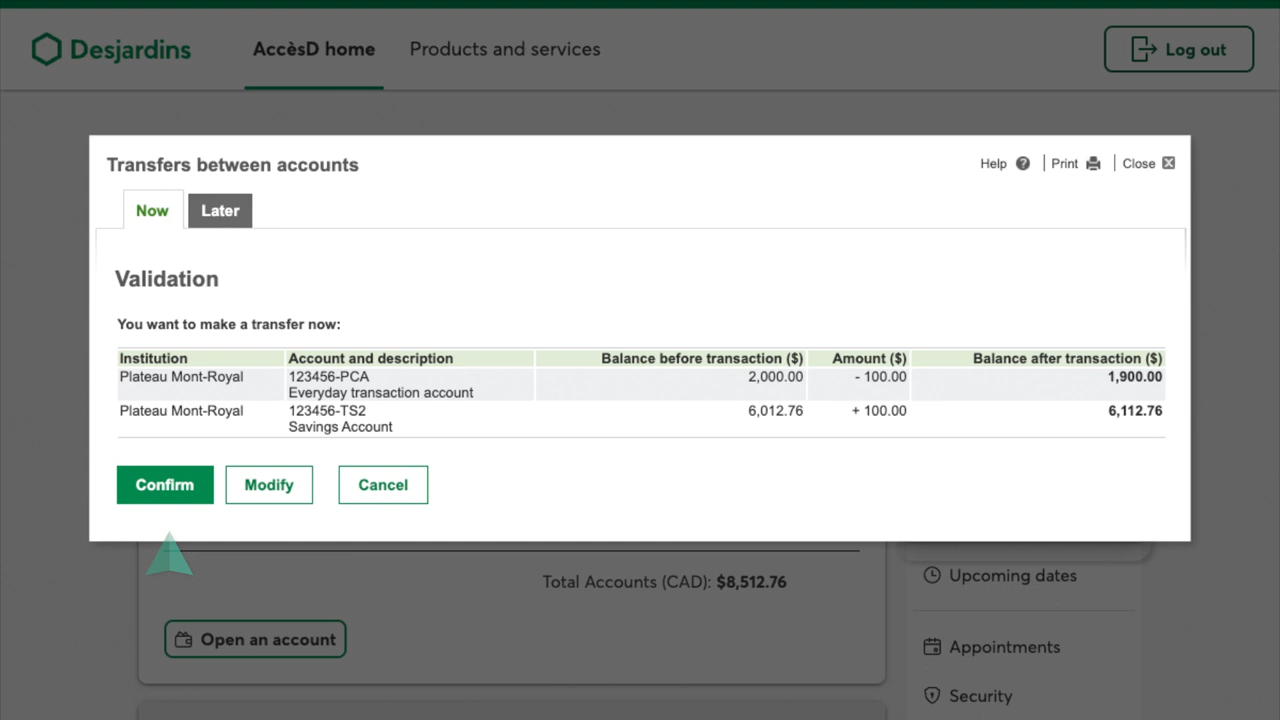 Desjardins
AccèsD home
Products and services
Log out
Transfers between accounts
Help
Print
Close
Now
Later
Validation
You want to make a transfer now:
Institution Account and description Balance before transaction ($) Amount ($) Balance after transaction ($)
Plateau Mont-Royal 123456-PCA 2,000.00 - 100.00 1,900.00
Everyday transaction account
Plateau Mont-Royal 123456-TS2 6,012.76 + 100.00 6,112.76
Savings Account
Confirm
Modify
Cancel
Total Accounts (CAD): $8,512.76
Open an account
Upcoming dates
Appointments
Security